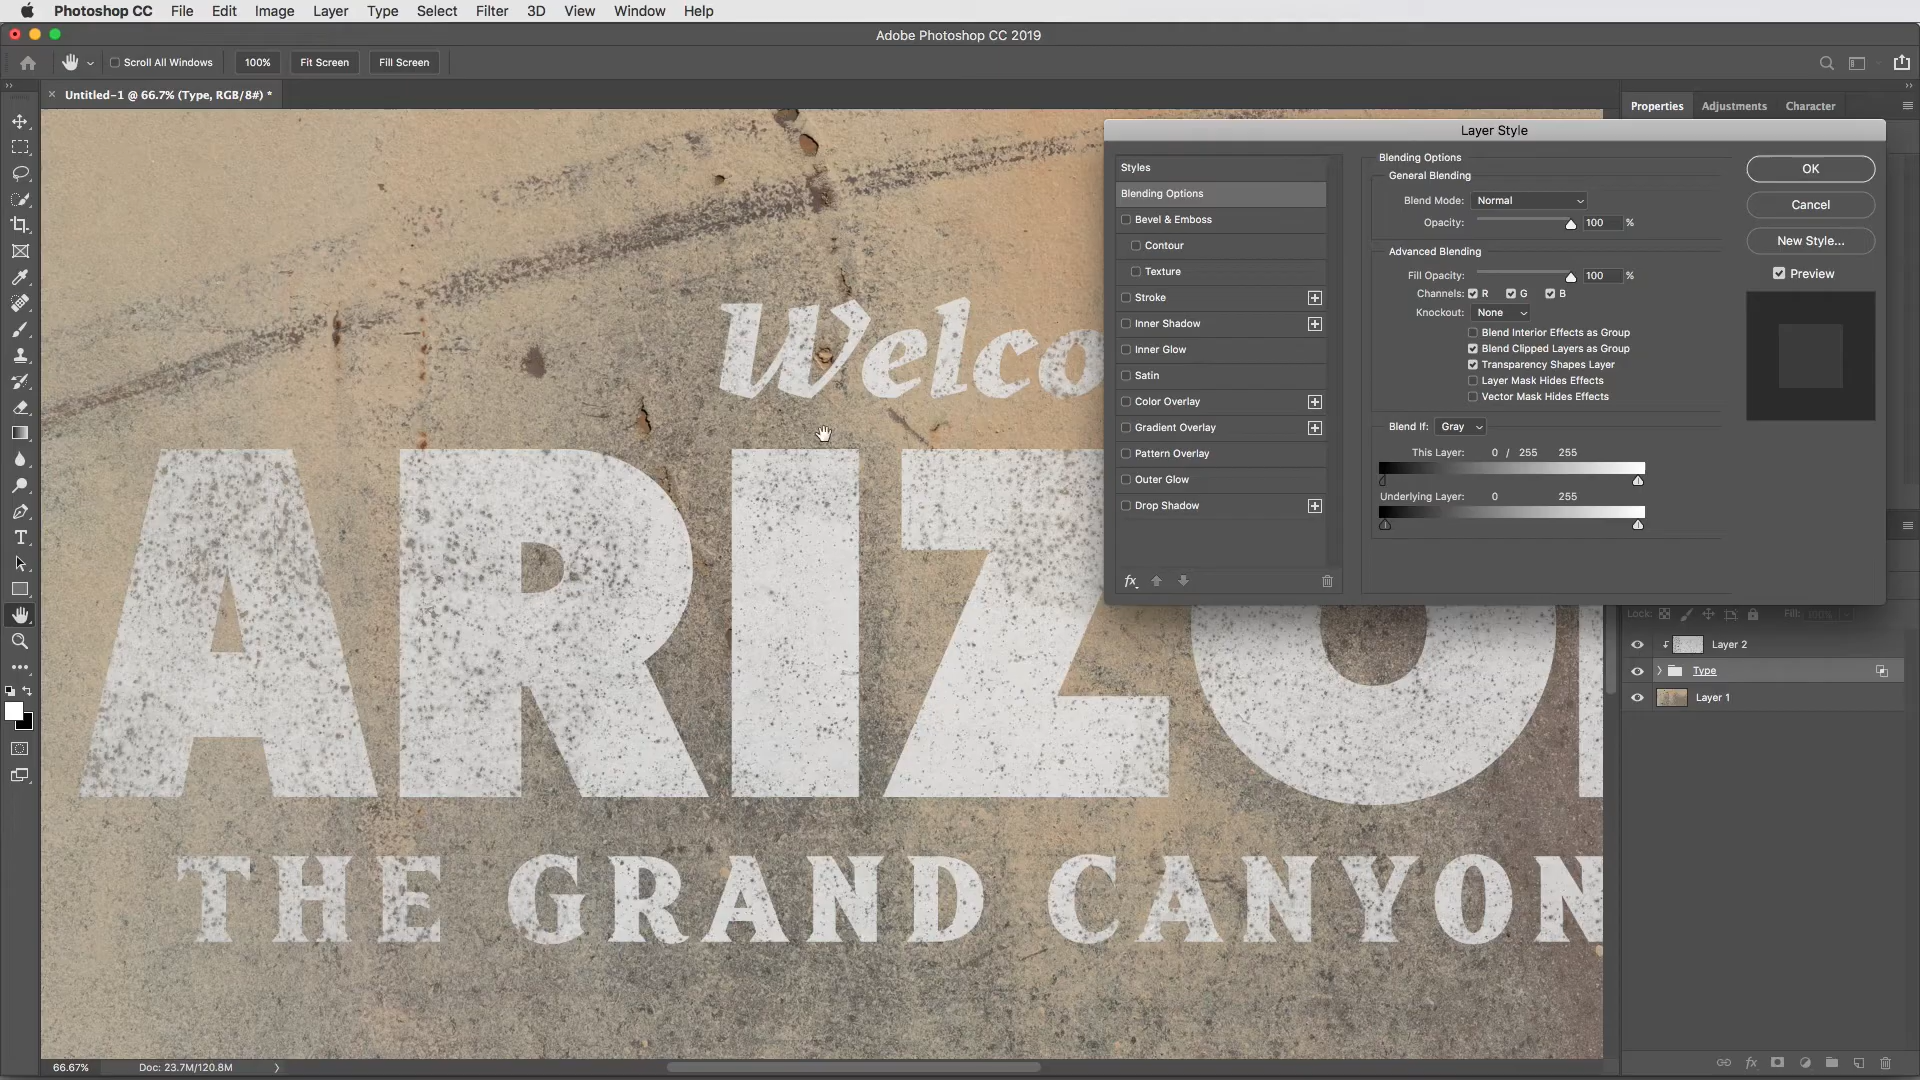 Photoshop CC File Edit Image Layer Type Select Filter 3D View Window Help
Adobe Photoshop CC 2019
Scroll All Windows 100% Fit Screen Fill Screen
Untitled-1 @ 66.7% (Type, RGB/8#) *
Properties Adjustments Character
Layer Style
Styles
Blending Options
Bevel & Emboss
Contour
Texture
Stroke
Inner Shadow
Inner Glow
Satin
Color Overlay
Gradient Overlay
Pattern Overlay
Outer Glow
Drop Shadow
fx
Blending Options
General Blending
Blend Mode: Normal
Opacity: 100 %
Advanced Blending
Fill Opacity: 100 %
Channels: R G B
Knockout: None
Blend Interior Effects as Group
Blend Clipped Layers as Group
Transparency Shapes Layer
Layer Mask Hides Effects
Vector Mask Hides Effects
Blend If: Gray
This Layer: 0 / 255 255
Underlying Layer: 0 255
OK
Cancel
New Style...
Preview
Welco
ARIZO
THE GRAND CANYON
Lock: Fill: 100%
Layer 2
Type
Layer 1
66.67% Doc: 23.7M/120.8M
fx